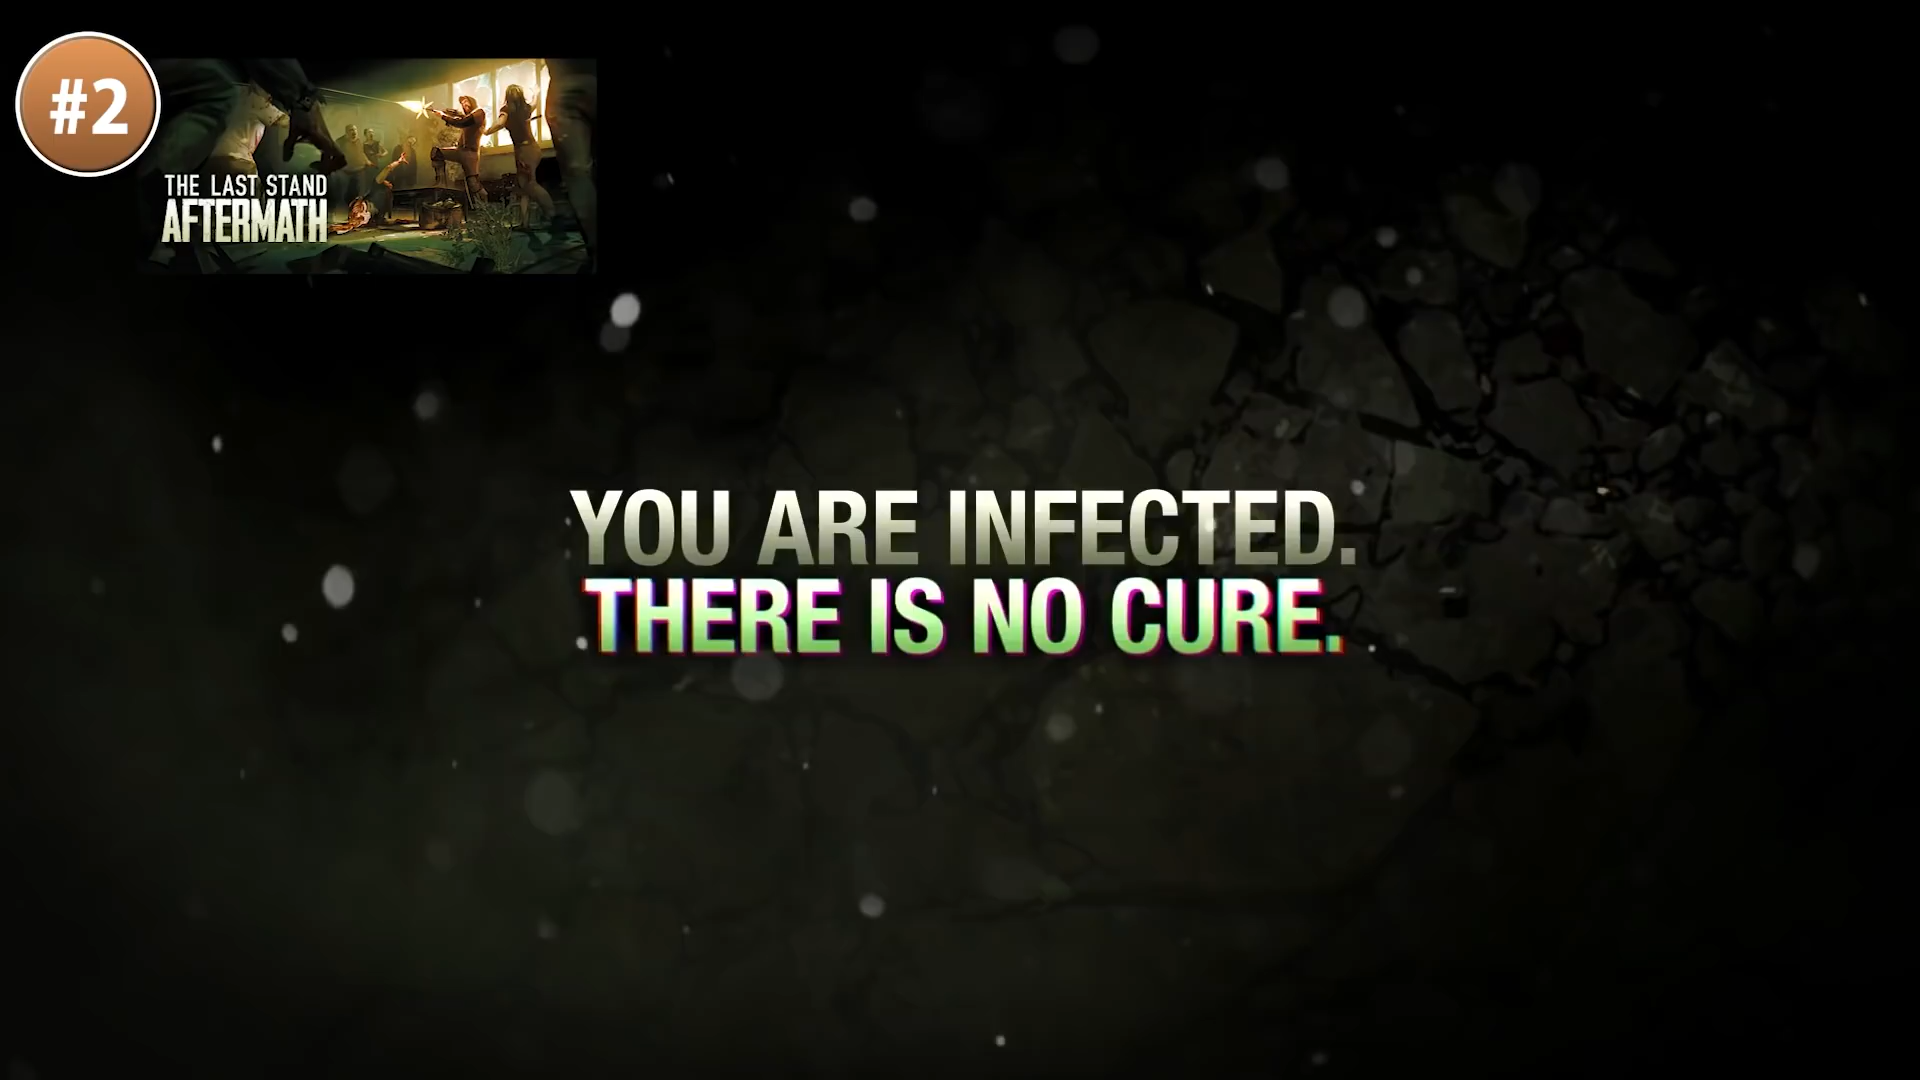 #2
THE LAST STAND
AFTERMATH
YOU ARE INFECTED.
THERE IS NO CURE.